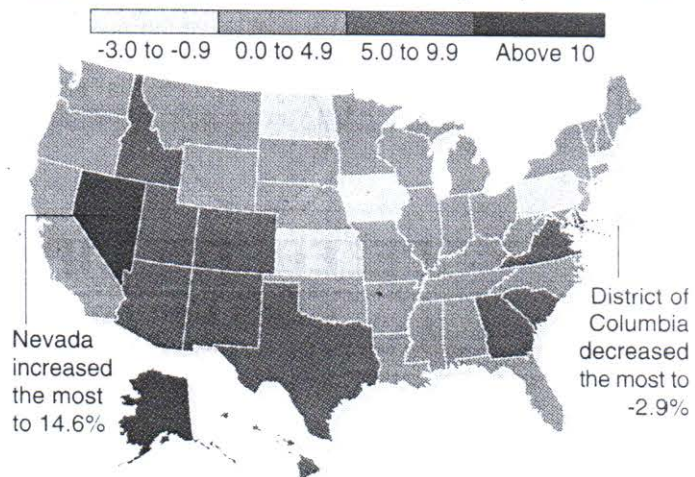 -3.0 to -0.9 0.0 to 4.9 5.0 to 9.9 Above 10
Nevada
increased
the most
to 14.6%
District of
Columbia
decreased
the most to
-2.9%